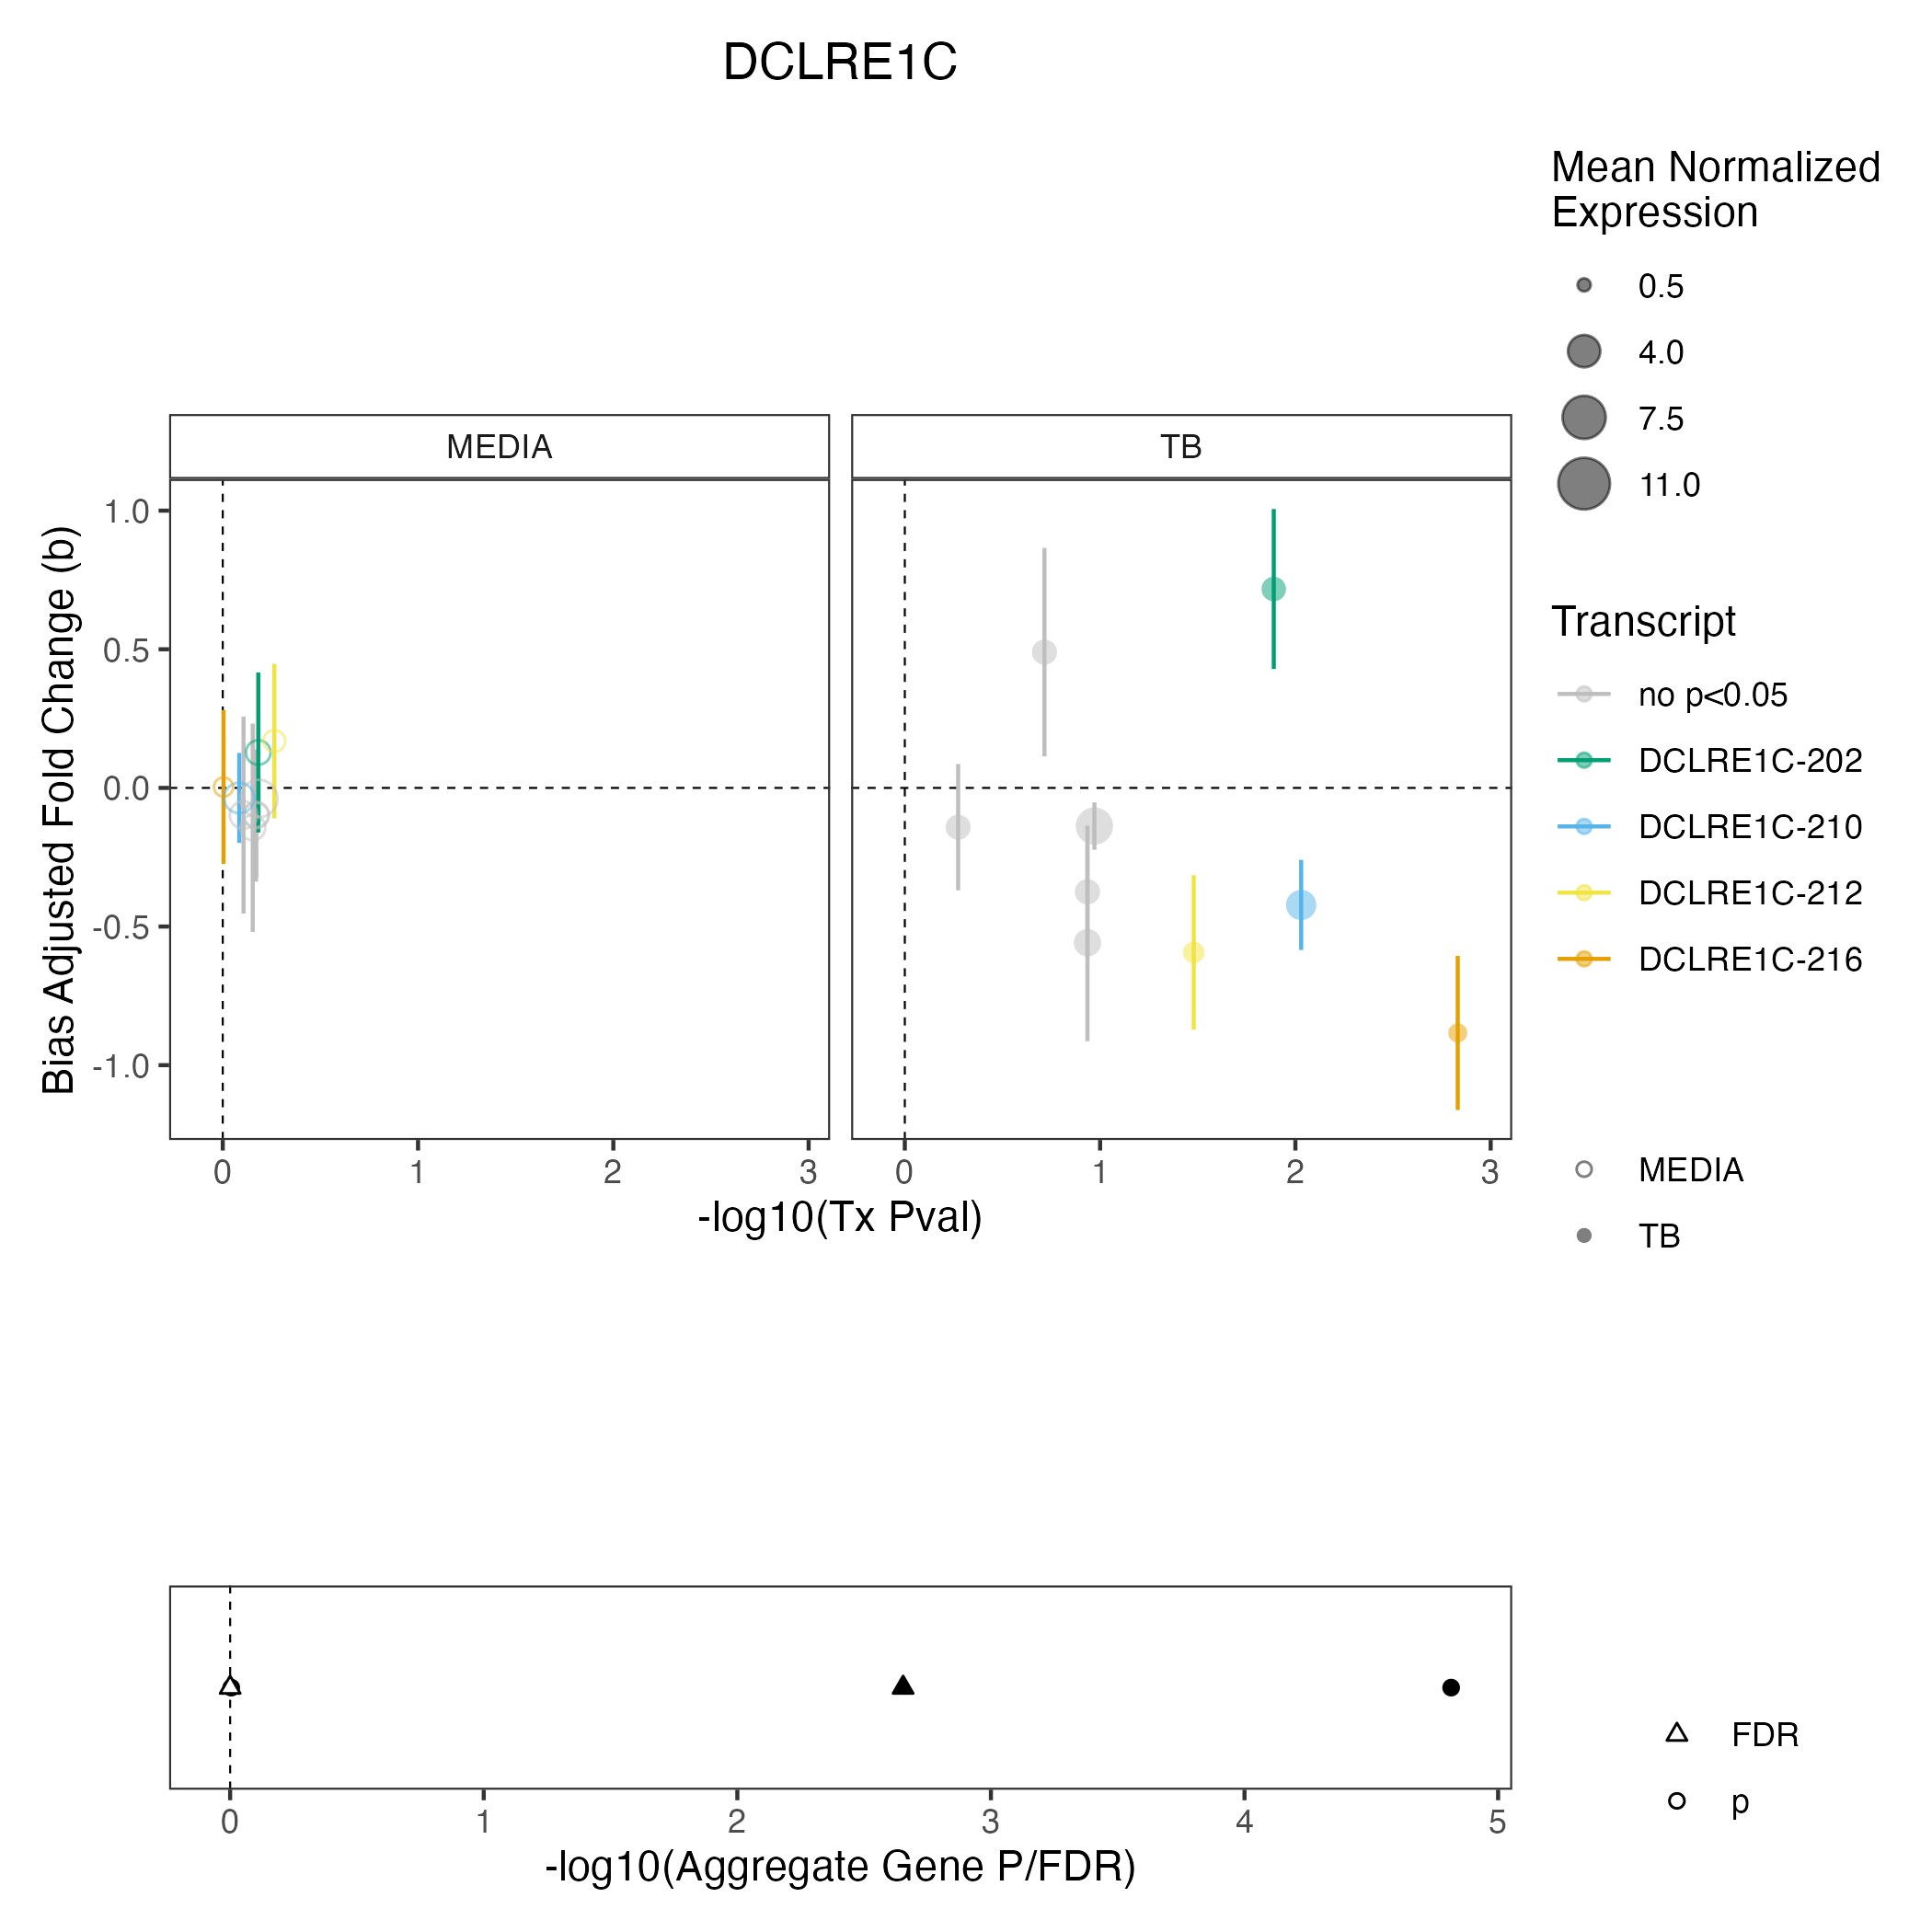 DCLRE1C
MEDIA
TB
1.0
0.5
0.0
-0.5
-1.0
Bias Adjusted Fold Change (b)
0 1 2 3
0 1 2 3
-log10(Tx Pval)
Mean Normalized
Expression
0.5
4.0
7.5
11.0
Transcript
no p<0.05
DCLRE1C-202
DCLRE1C-210
DCLRE1C-212
DCLRE1C-216
MEDIA
TB
0 1 2 3 4 5
-log10(Aggregate Gene P/FDR)
FDR
p